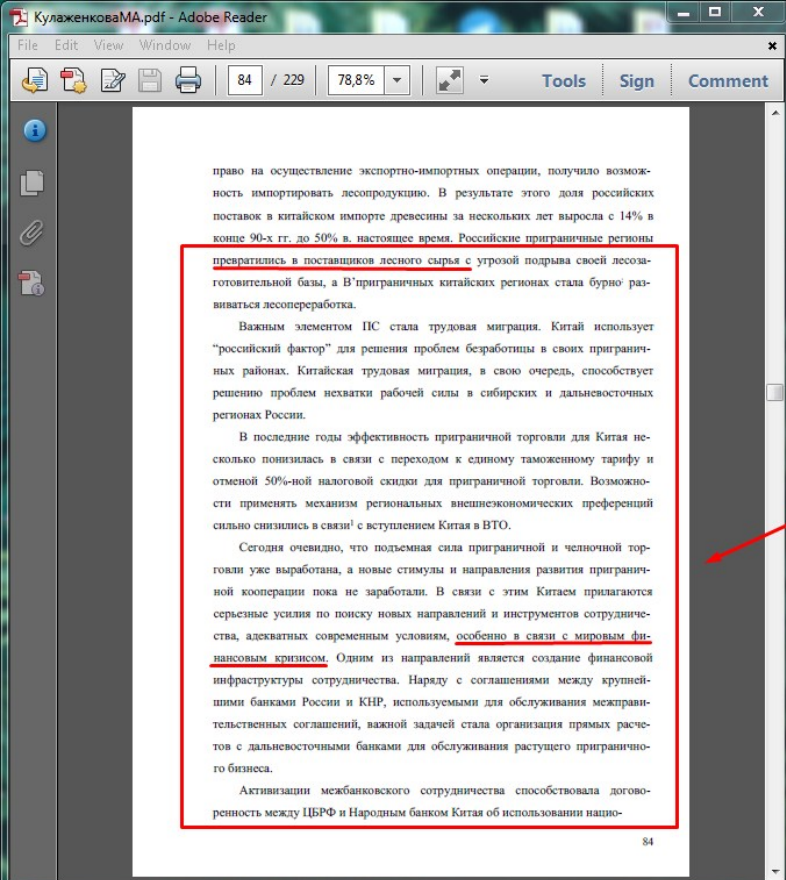 КулаженковаМА.pdf - Adobe Reader
File Edit View Window Help
84 / 229 78,8% Tools Sign Comment
право на осуществление экспортно-импортных операции, получило возмож-
ность импортировать лесопродукцию. В результате этого доля российских
поставок в китайском импорте древесины за нескольких лет выросла с 14% в
конце 90-х гг. до 50% в. настоящее время. Российские приграничные регионы
превратились в поставщиков лесного сырья с угрозой подрыва своей лесоза-
готовительной базы, а В'приграничных китайских регионах стала бурно· раз-
виваться лесопереработка.
Важным элементом ПС стала трудовая миграция. Китай использует
“российский фактор” для решения проблем безработицы в своих пригранич-
ных районах. Китайская трудовая миграция, в свою очередь, способствует
решению проблем нехватки рабочей силы в сибирских и дальневосточных
регионах России.
В последние годы эффективность приграничной торговли для Китая не-
сколько понизилась в связи с переходом к единому таможенному тарифу и
отменой 50%-ной налоговой скидки для приграничной торговли. Возможно-
сти применять механизм региональных внешнеэкономических преференций
сильно снизились в связи¹ с вступлением Китая в ВТО.
Сегодня очевидно, что подъемная сила приграничной и челночной тор-
говли уже выработана, а новые стимулы и направления развития пригранич-
ной кооперации пока не заработали. В связи с этим Китаем прилагаются
серьезные усилия по поиску новых направлений и инструментов сотрудниче-
ства, адекватных современным условиям, особенно в связи с мировым фи-
нансовым кризисом. Одним из направлений является создание финансовой
инфраструктуры сотрудничества. Наряду с соглашениями между крупней-
шими банками России и КНР, используемыми для обслуживания межправи-
тельственных соглашений, важной задачей стала организация прямых расче-
тов с дальневосточными банками для обслуживания растущего пригранично-
го бизнеса.
Активизации межбанковского сотрудничества способствовала догово-
ренность между ЦБРФ и Народным банком Китая об использовании нацио-
84